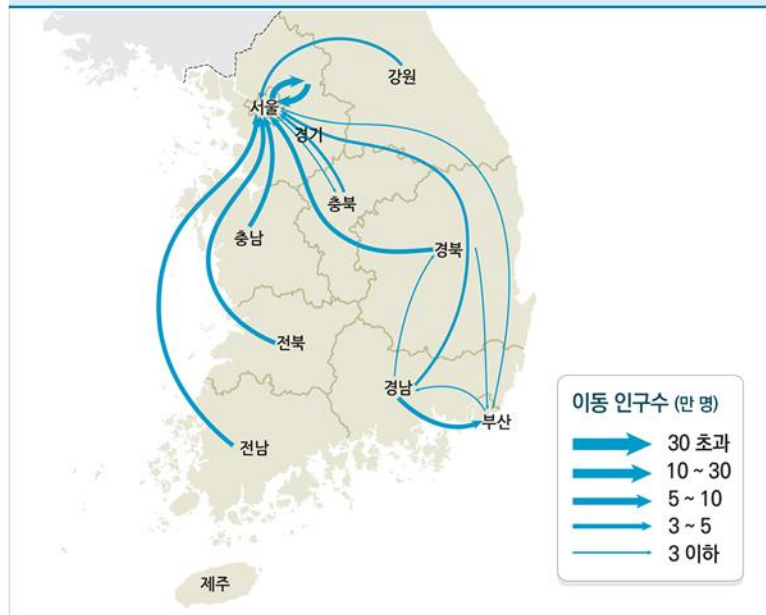 강원
서울
경기
충북
충남
경북
전북
경남
부산
전남
제주
이동 인구수 (만 명)
30 초과
10 ~ 30
5 ~ 10
3 ~ 5
3 이하